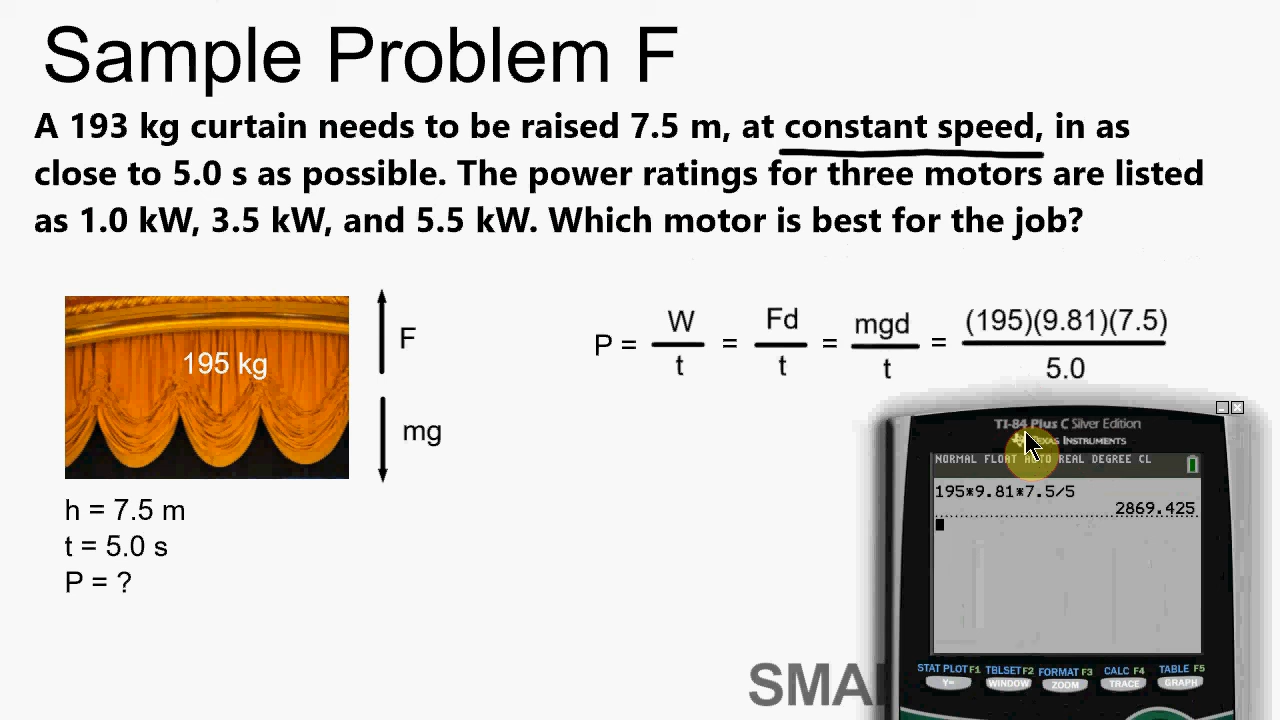 Sample Problem F
A 193 kg curtain needs to be raised 7.5 m, at constant speed, in as
close to 5.0 s as possible. The power ratings for three motors are listed
as 1.0 kW, 3.5 kW, and 5.5 kW. Which motor is best for the job?
195 kg
F
mg
h = 7.5 m
t = 5.0 s
P = ?
P = W/t = Fd/t = mgd/t = (195)(9.81)(7.5)/5.0
TI-84 Plus C Silver Edition
TEXAS INSTRUMENTS
NORMAL FLOAT AUTO REAL DEGREE CL
195*9.81*7.5/5
2869.425
STAT PLOT F1 TBLSET F2 FORMAT F3 CALC F4 TABLE F5
Y= WINDOW ZOOM TRACE GRAPH